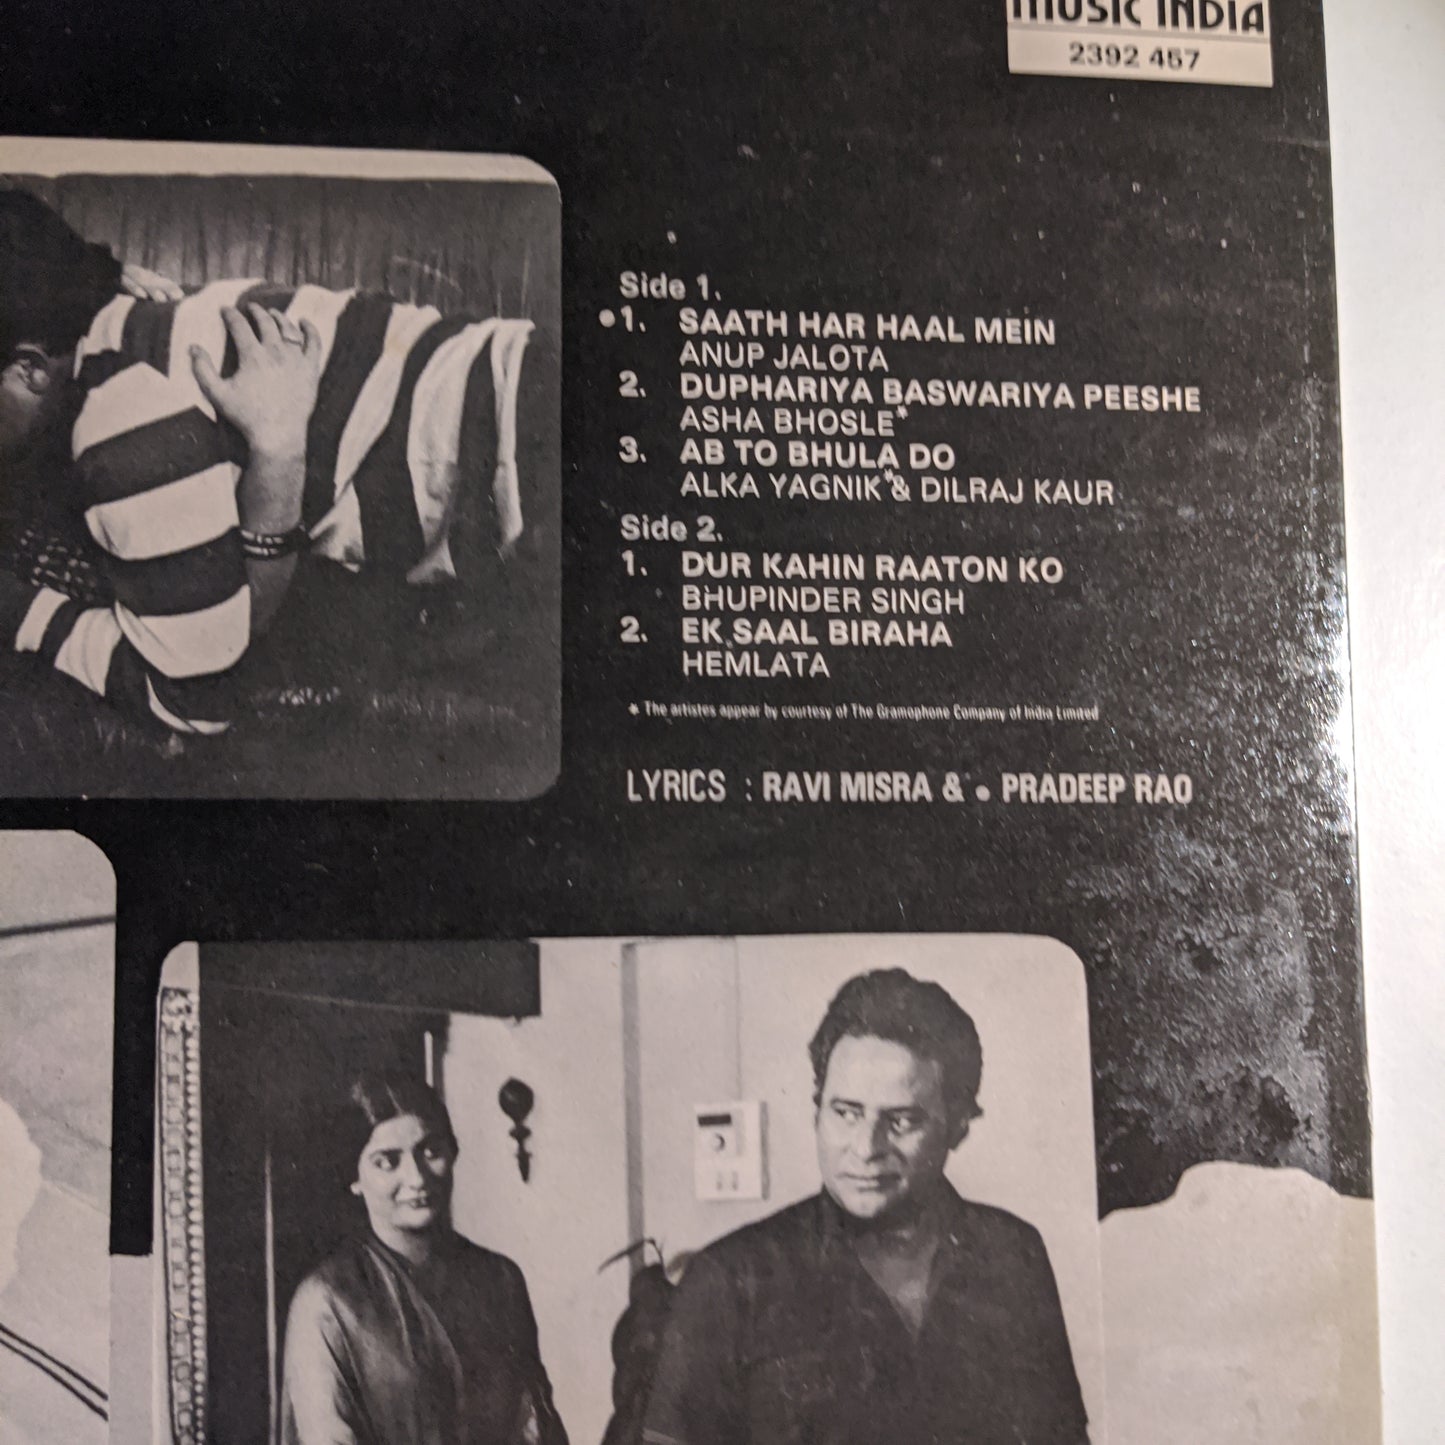 MUSIC INDIA
2392 457
Side 1.
•1. SAATH HAR HAAL MEIN
ANUP JALOTA
2. DUPHARIYA BASWARIYA PEESHE
ASHA BHOSLE*
3. AB TO BHULA DO
ALKA YAGNIK*& DILRAJ KAUR
Side 2.
1. DUR KAHIN RAATON KO
BHUPINDER SINGH
2. EK SAAL BIRAHA
HEMLATA
* The artistes appear by courtesy of The Gramophone Company of India Limited
LYRICS : RAVI MISRA & • PRADEEP RAO